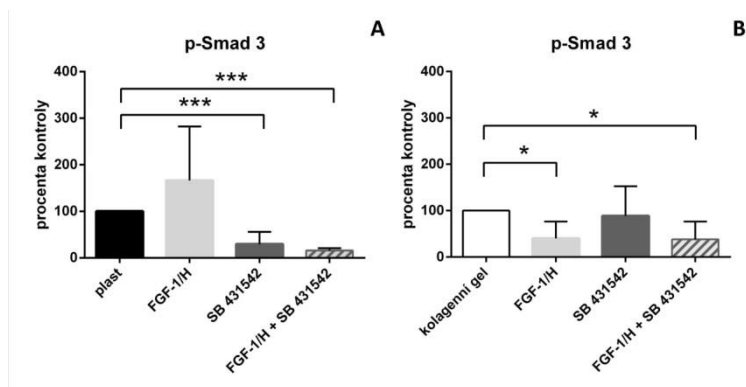 A
p-Smad 3
400
300
200
100
0
procenta kontroly
***
***
plast
FGF-1/H
SB 431542
FGF-1/H + SB 431542
B
p-Smad 3
400
300
200
100
0
procenta kontroly
*
*
kolagenní gel
FGF-1/H
SB 431542
FGF-1/H + SB 431542